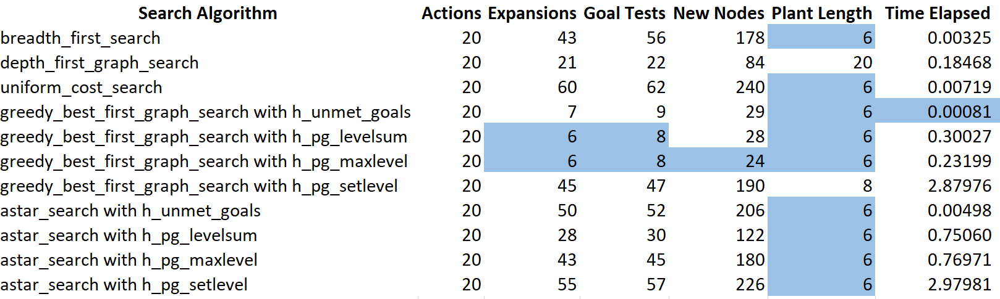 Search Algorithm Actions Expansions Goal Tests New Nodes Plant Length Time Elapsed
breadth_first_search 20 43 56 178 6 0.00325
depth_first_graph_search 20 21 22 84 20 0.18468
uniform_cost_search 20 60 62 240 6 0.00719
greedy_best_first_graph_search with h_unmet_goals 20 7 9 29 6 0.00081
greedy_best_first_graph_search with h_pg_levelsum 20 6 8 28 6 0.30027
greedy_best_first_graph_search with h_pg_maxlevel 20 6 8 24 6 0.23199
greedy_best_first_graph_search with h_pg_setlevel 20 45 47 190 8 2.87976
astar_search with h_unmet_goals 20 50 52 206 6 0.00498
astar_search with h_pg_levelsum 20 28 30 122 6 0.75060
astar_search with h_pg_maxlevel 20 43 45 180 6 0.76971
astar_search with h_pg_setlevel 20 55 57 226 6 2.97981